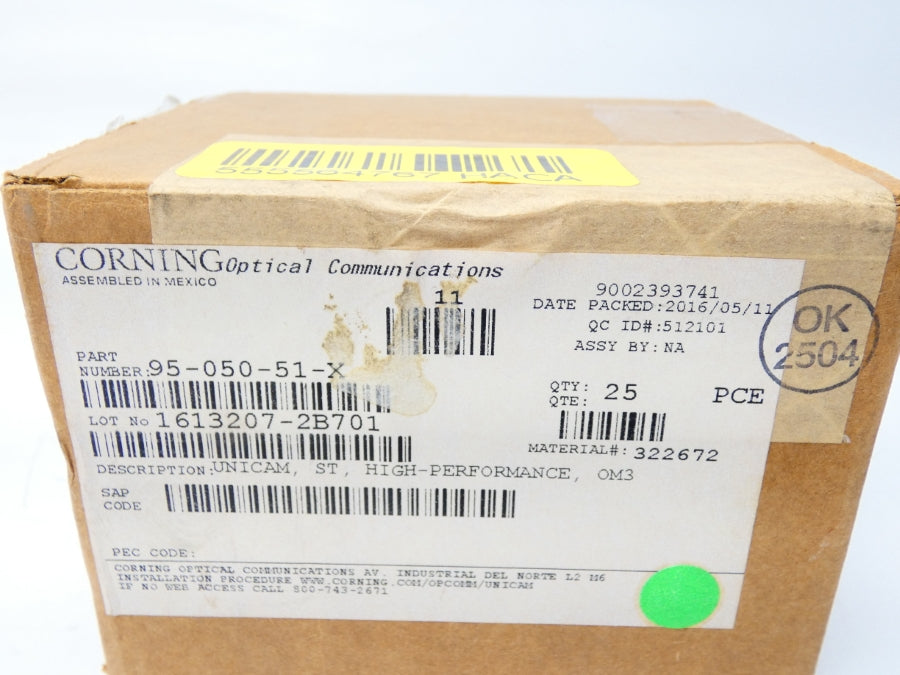 CORNING Optical Communications
ASSEMBLED IN MEXICO
11
9002393741
DATE PACKED:2016/05/11
QC ID#:512101
ASSY BY:NA
OK
2504
PART
NUMBER:95-050-51-X
QTY: 25 PCE
QTE:
LOT No 1613207-2B701
MATERIAL#:322672
DESCRIPTION:UNICAM, ST, HIGH-PERFORMANCE, OM3
SAP
CODE
PEC CODE:
CORNING OPTICAL COMMUNICATIONS AV. INDUSTRIAL DEL NORTE L2 M6
INSTALLATION PROCEDURE WWW.CORNING.COM/OPCOMM/UNICAM
IF NO WEB ACCESS CALL 800-743-2671